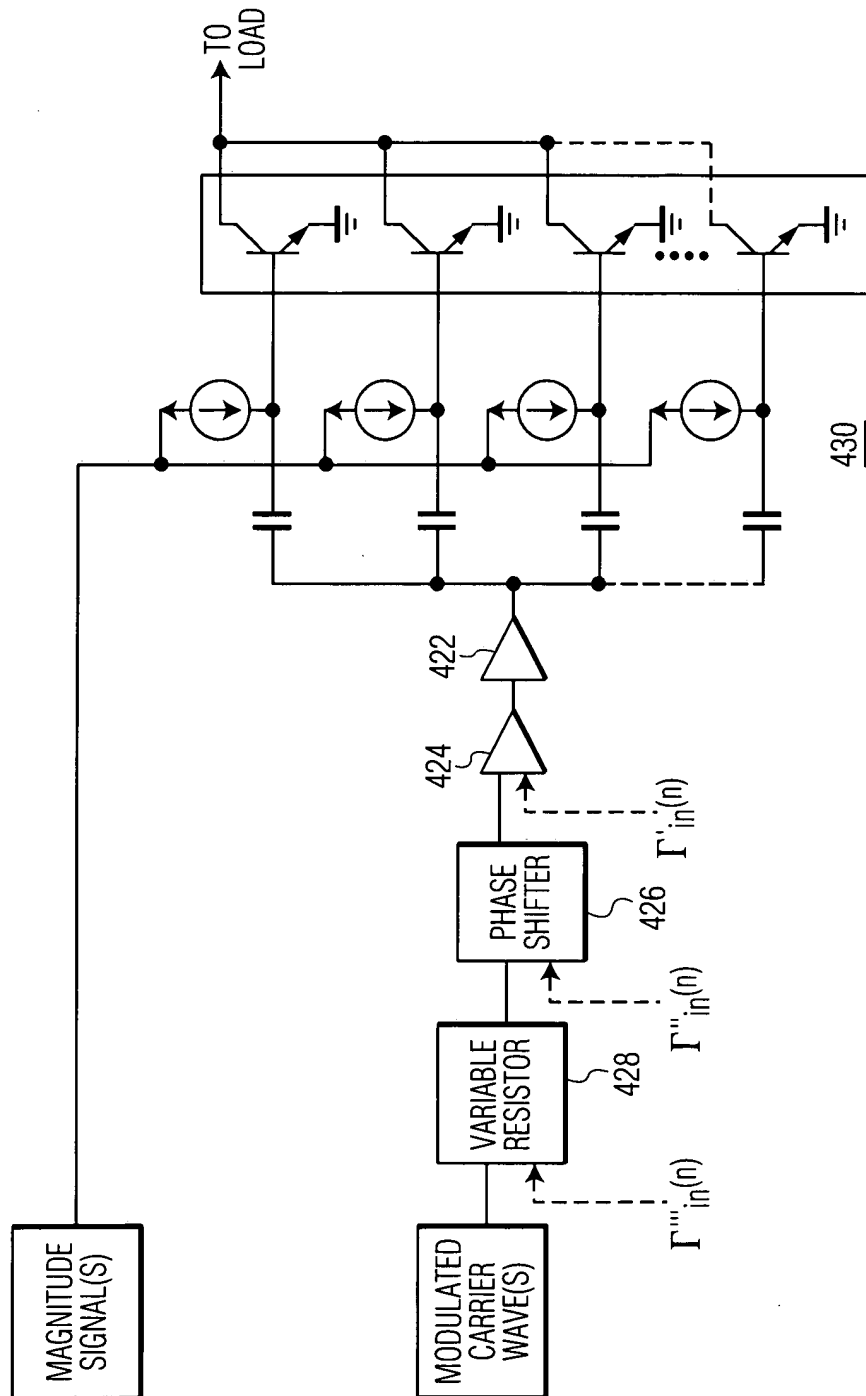 MAGNITUDE
SIGNAL(S)
MODULATED
CARRIER
WAVE(S)
Γ'''in(n)
VARIABLE
RESISTOR
428
Γ''in(n)
PHASE
SHIFTER
426
Γ'in(n)
424
422
430
TO
LOAD